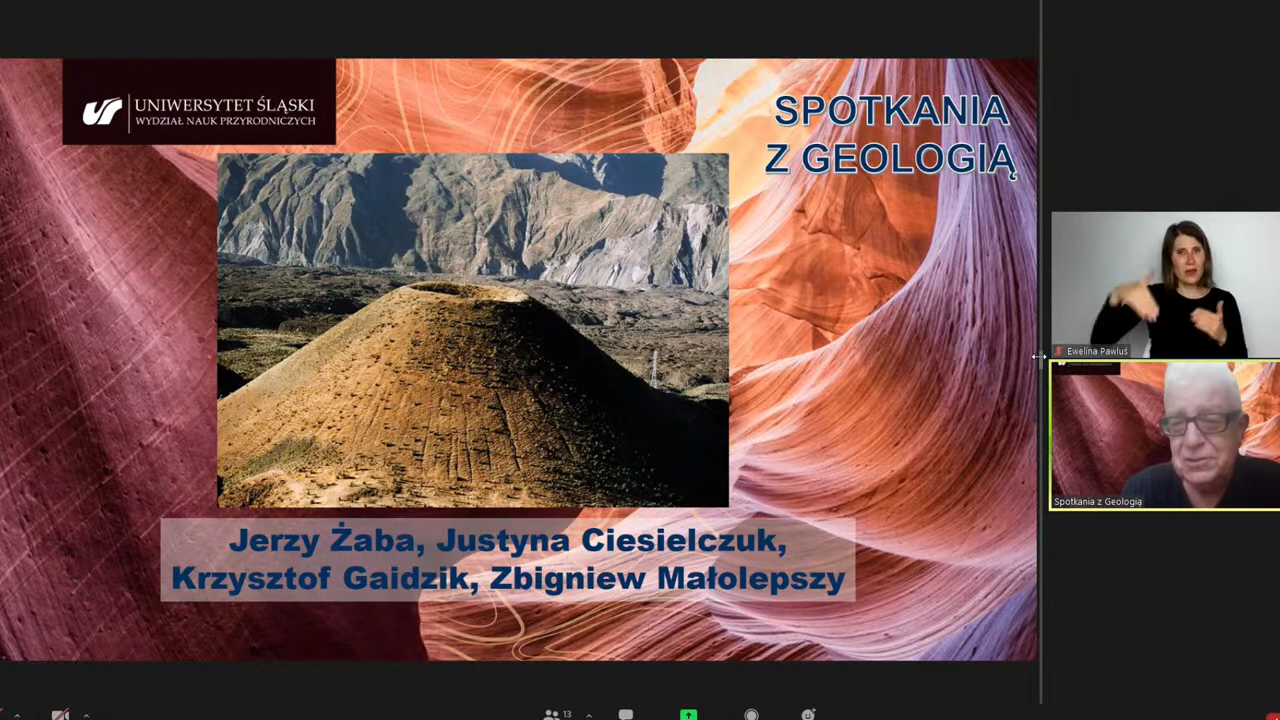 UNIWERSYTET ŚLĄSKI
WYDZIAŁ NAUK PRZYRODNICZYCH
SPOTKANIA
Z GEOLOGIĄ
Jerzy Żaba, Justyna Ciesielczuk,
Krzysztof Gaidzik, Zbigniew Małolepszy
Ewelina Pawluś
Spotkania z Geologią
13